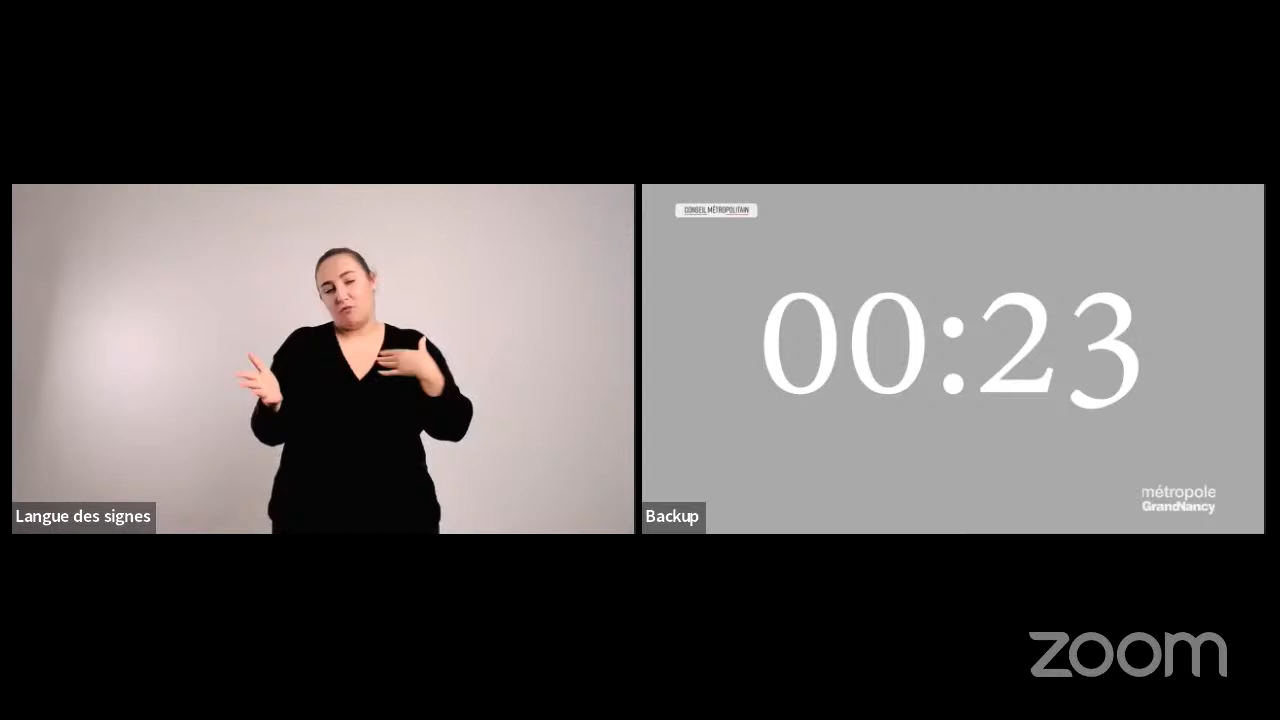 CONSEIL MÉTROPOLITAIN
00:23
métropole
GrandNancy
Langue des signes
Backup
zoom